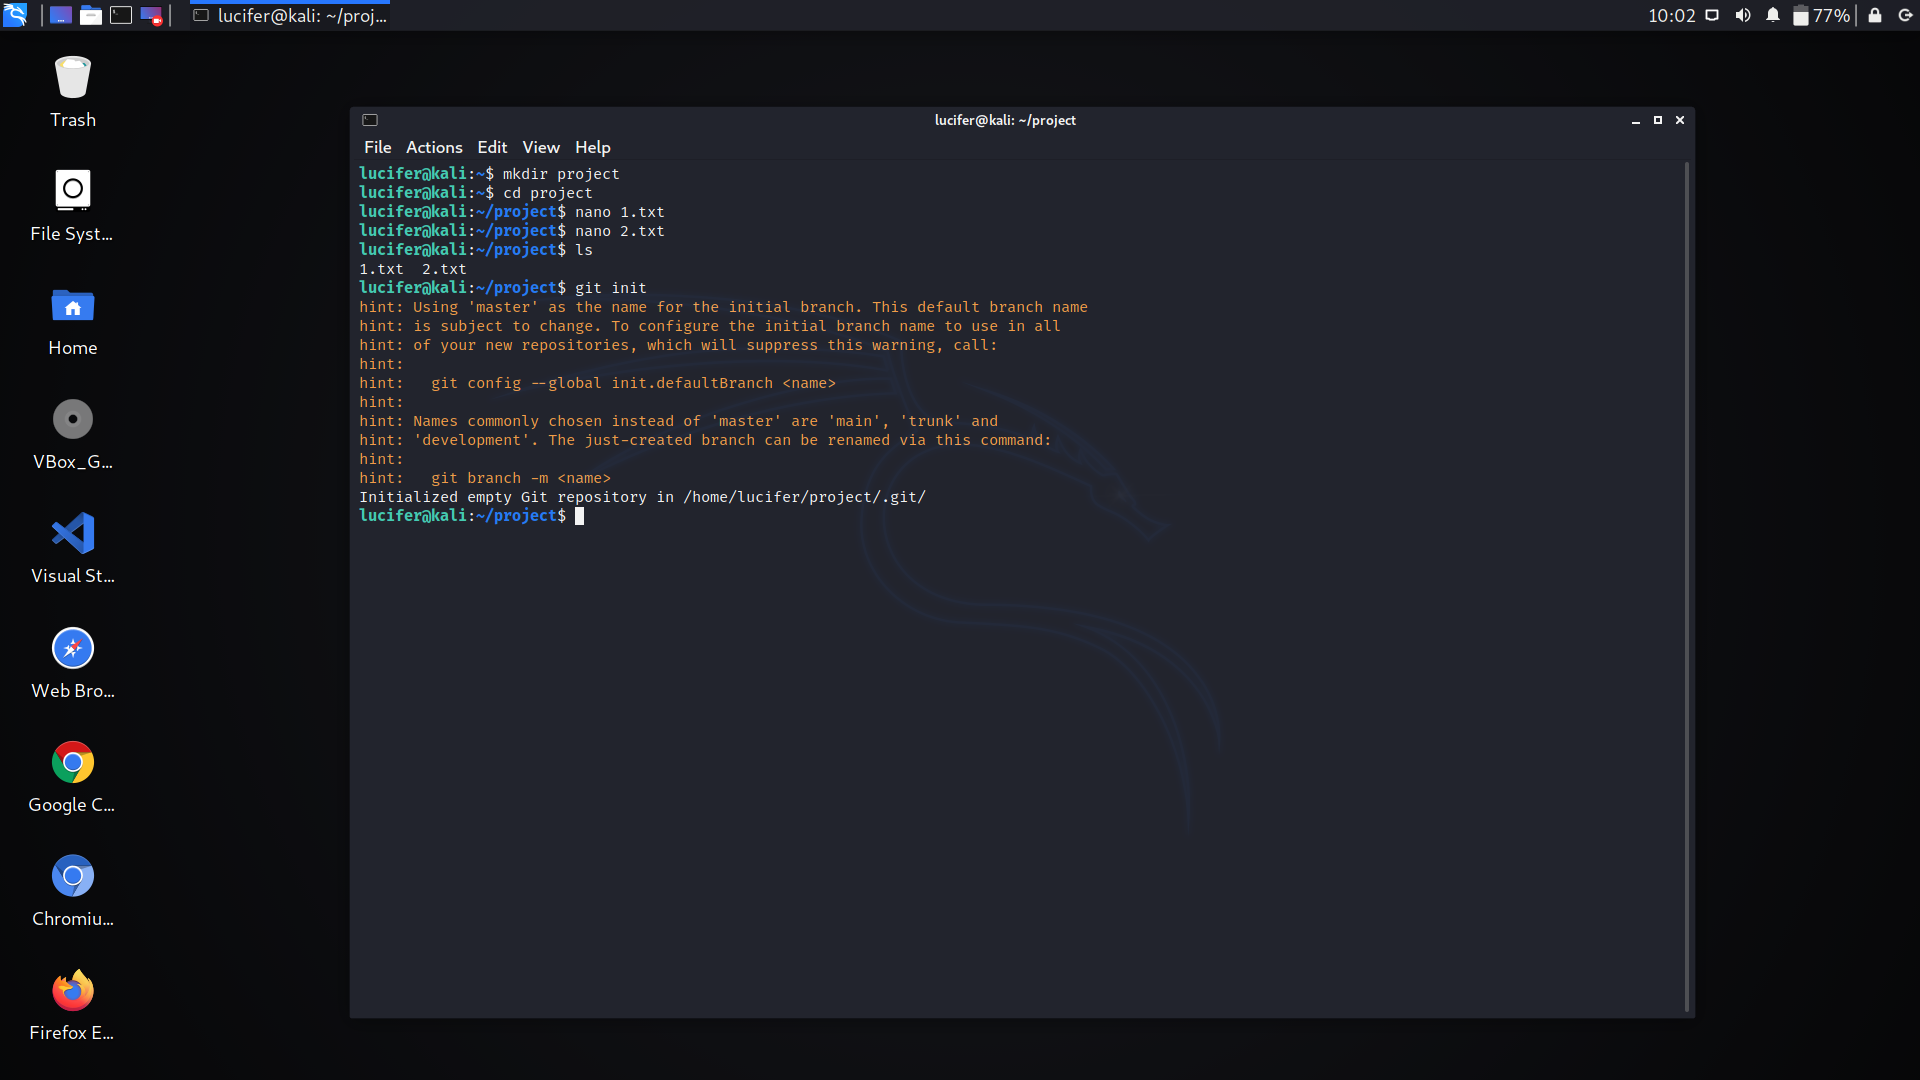 lucifer@kali: ~/proj...
10:02
77%
Trash
File Syst...
Home
VBox_G...
Visual St...
Web Bro...
Google C...
Chromiu...
Firefox E...
lucifer@kali: ~/project
File Actions Edit View Help
lucifer@kali:~$ mkdir project
lucifer@kali:~$ cd project
lucifer@kali:~/project$ nano 1.txt
lucifer@kali:~/project$ nano 2.txt
lucifer@kali:~/project$ ls
1.txt  2.txt
lucifer@kali:~/project$ git init
hint: Using 'master' as the name for the initial branch. This default branch name
hint: is subject to change. To configure the initial branch name to use in all
hint: of your new repositories, which will suppress this warning, call:
hint:
hint:   git config --global init.defaultBranch <name>
hint:
hint: Names commonly chosen instead of 'master' are 'main', 'trunk' and
hint: 'development'. The just-created branch can be renamed via this command:
hint:
hint:   git branch -m <name>
Initialized empty Git repository in /home/lucifer/project/.git/
lucifer@kali:~/project$